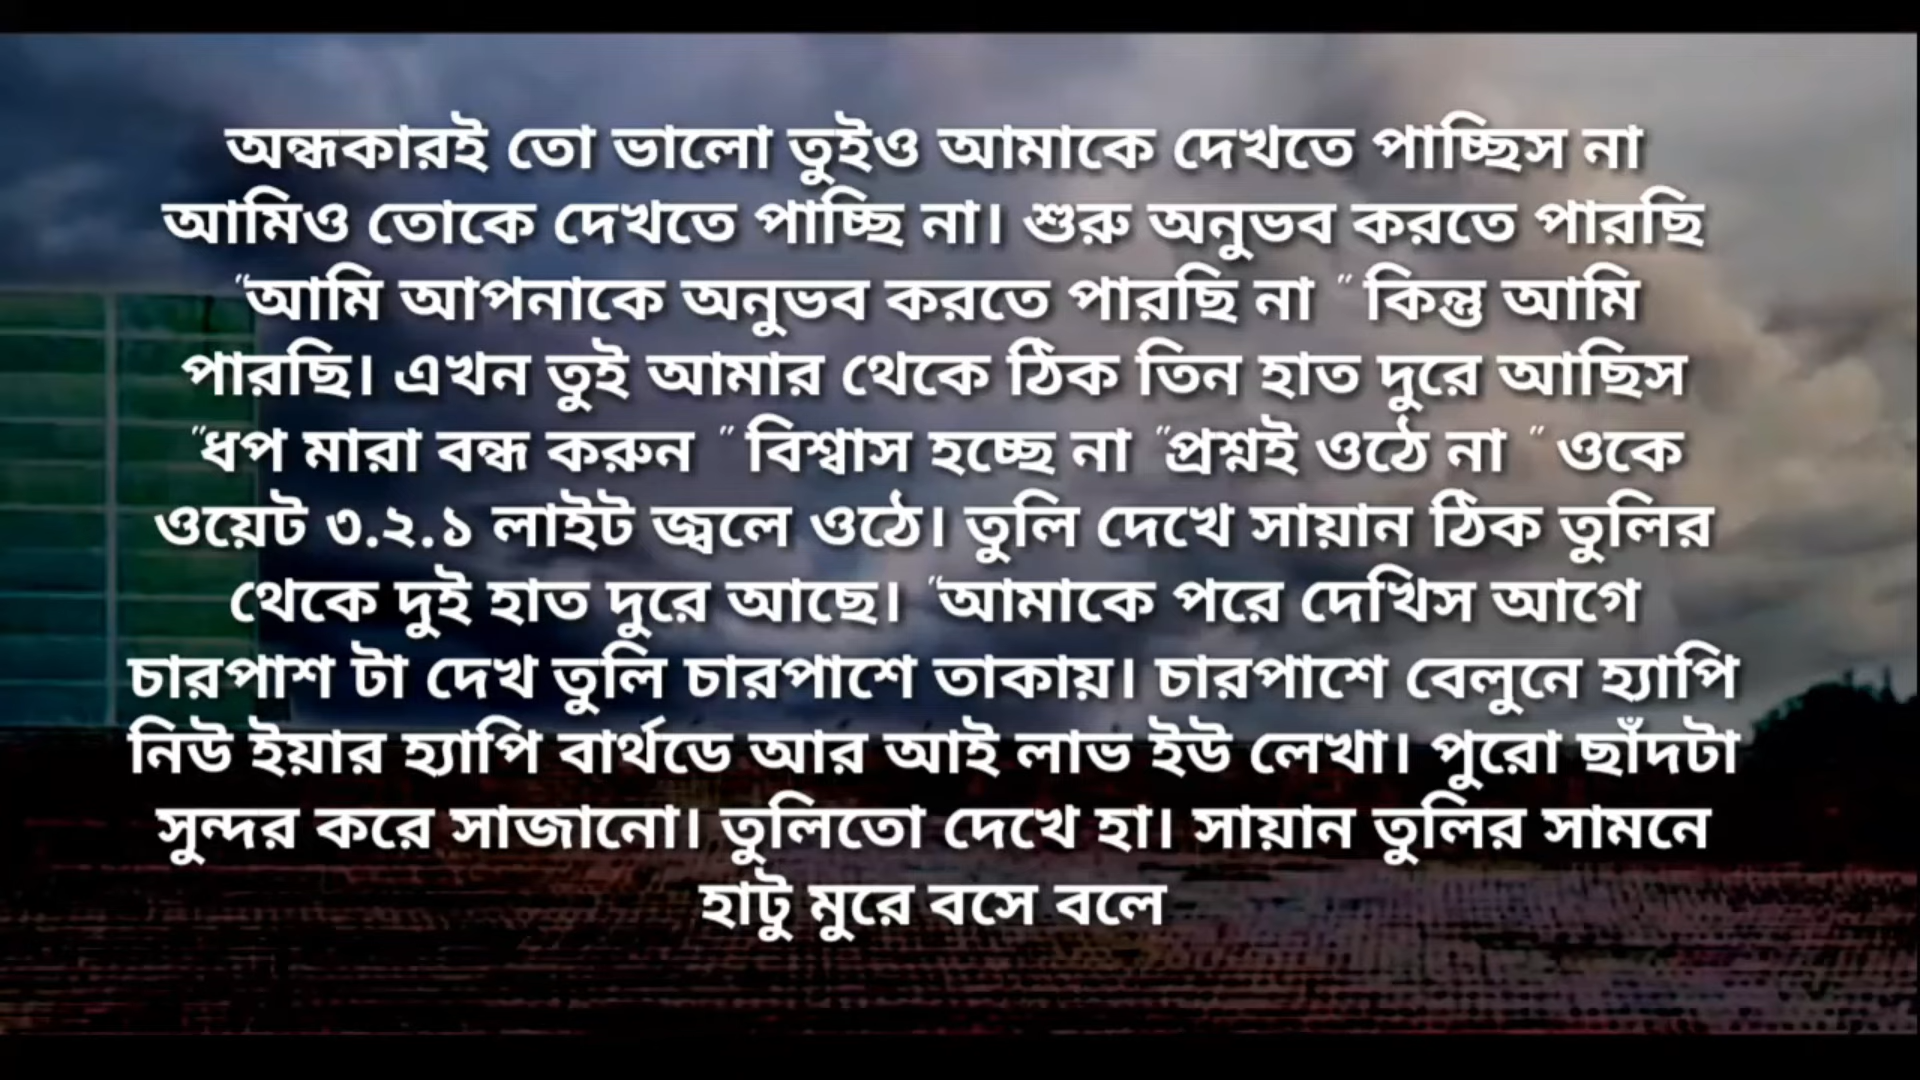 অন্ধকারই তো ভালো তুইও আমাকে দেখতে পাচ্ছিস না
আমিও তোকে দেখতে পাচ্ছি না। শুরু অনুভব করতে পারছি
"আমি আপনাকে অনুভব করতে পারছি না " কিন্তু আমি
পারছি। এখন তুই আমার থেকে ঠিক তিন হাত দুরে আছিস
"ধপ মারা বন্ধ করুন " বিশ্বাস হচ্ছে না "প্রশ্নই ওঠে না " ওকে
ওয়েট ৩.২.১ লাইট জ্বলে ওঠে। তুলি দেখে সায়ান ঠিক তুলির
থেকে দুই হাত দুরে আছে। "আমাকে পরে দেখিস আগে
চারপাশ টা দেখ তুলি চারপাশে তাকায়। চারপাশে বেলুনে হ্যাপি
নিউ ইয়ার হ্যাপি বার্থডে আর আই লাভ ইউ লেখা। পুরো ছাঁদটা
সুন্দর করে সাজানো। তুলিতো দেখে হা। সায়ান তুলির সামনে
হাটু মুরে বসে বলে